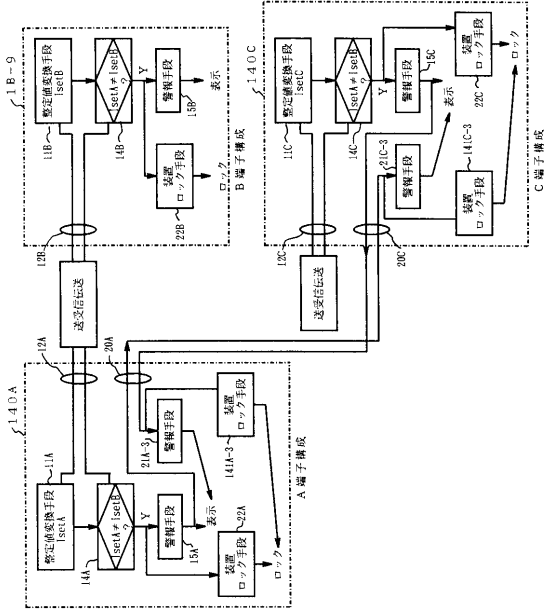 140A
整定値変換手段
IsetA
11A
IsetA≠IsetB
?
14A
Y
警報手段
15A
表示
装置
ロック手段
22A
ロック
警報手段
21A-3
装置
ロック手段
141A-3
A端子構成
12A
20A
送受信伝送
12B
1B-9
整定値変換手段
IsetB
11B
IsetA≠IsetB
?
14B
Y
警報手段
15B
表示
装置
ロック手段
22B
ロック
B端子構成
140C
整定値変換手段
IsetC
11C
IsetA≠IsetB
?
14C
Y
警報手段
15C
装置
ロック手段
22C
表示
警報手段
21C-3
装置
ロック手段
141C-3
ロック
C端子構成
12C
20C
送受信伝送